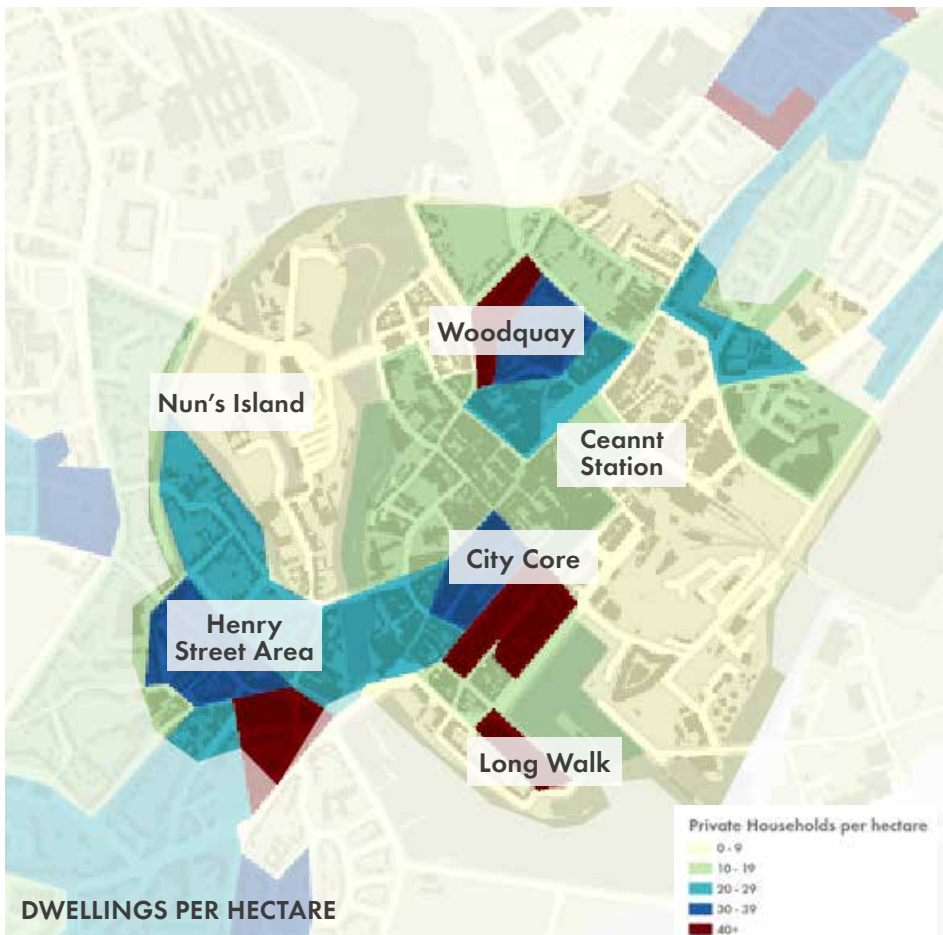 Woodquay
Nun's Island
Ceannt
Station
City Core
Henry
Street Area
Long Walk
Private Households per hectare
0 - 9
10 - 19
20 - 29
30 - 39
40+
DWELLINGS PER HECTARE